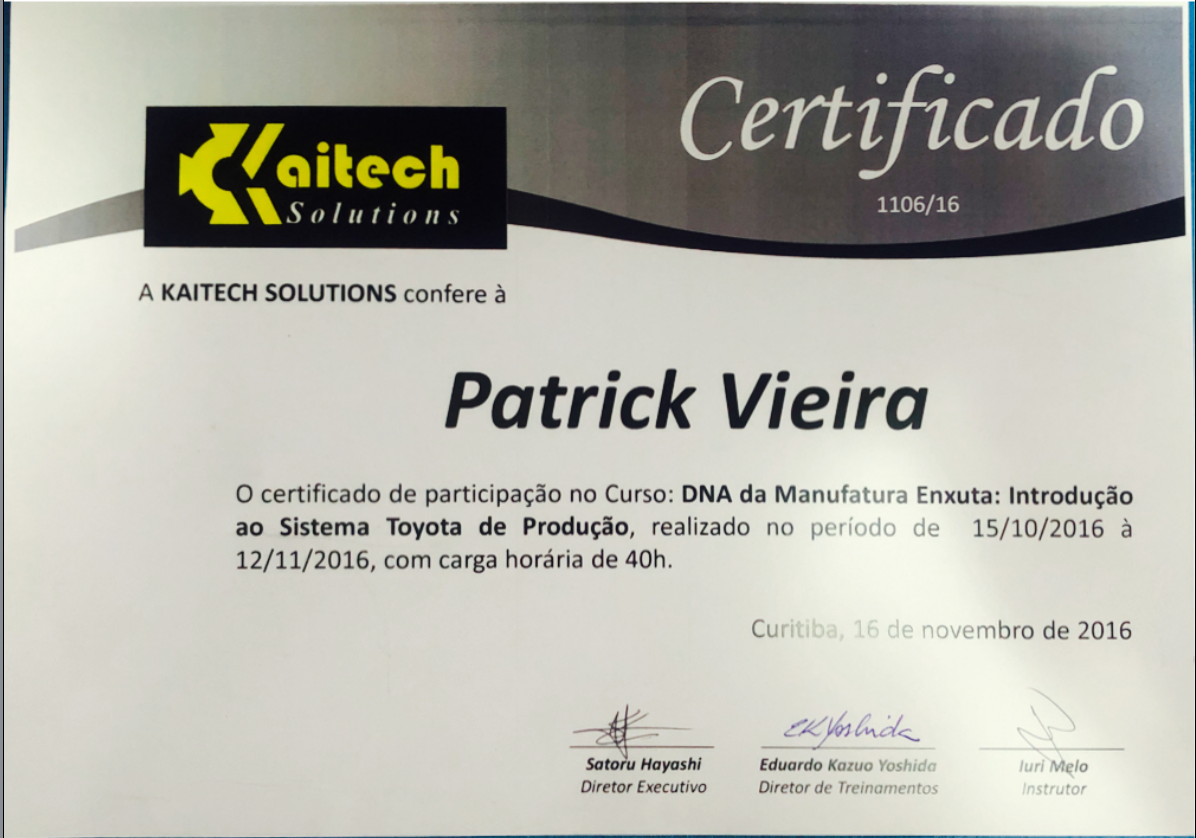 Certificado
1106/16
Kaitech
Solutions
A KAITECH SOLUTIONS confere à
Patrick Vieira
O certificado de participação no Curso: DNA da Manufatura Enxuta: Introdução
ao Sistema Toyota de Produção, realizado no período de 15/10/2016 à
12/11/2016, com carga horária de 40h.
Curitiba, 16 de novembro de 2016
EKYoshida
Satoru Hayashi
Diretor Executivo
Eduardo Kazuo Yoshida
Diretor de Treinamentos
Iuri Melo
Instrutor